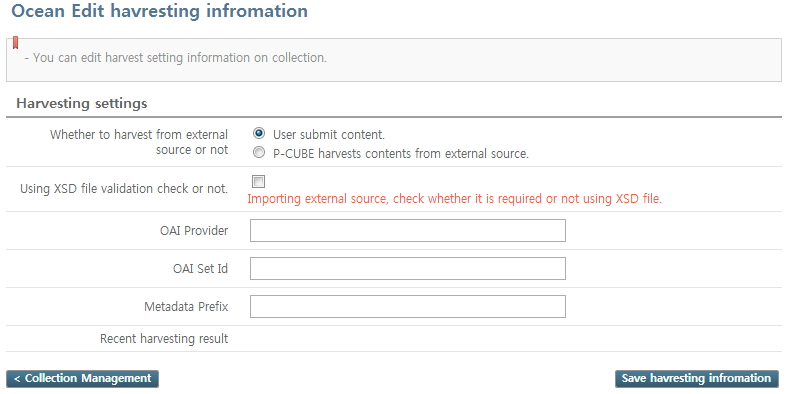 Ocean Edit havresting infromation
- You can edit harvest setting information on collection.
Harvesting settings
Whether to harvest from external
source or not
User submit content.
P-CUBE harvests contents from external source.
Using XSD file validation check or not.
Importing external source, check whether it is required or not using XSD file.
OAI Provider
OAI Set Id
Metadata Prefix
Recent harvesting result
< Collection Management
Save havresting infromation